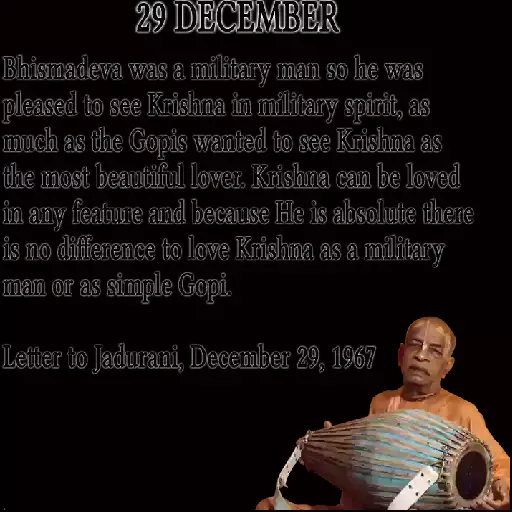 29 DECEMBER
Bhismadeva was a military man so he was
pleased to see Krishna in military spirit, as
much as the Gopis wanted to see Krishna as
the most beautiful lover. Krishna can be loved
in any feature and because He is absolute there
is no difference to love Krishna as a military
man or as simple Gopi.
Letter to Jadurani, December 29, 1967